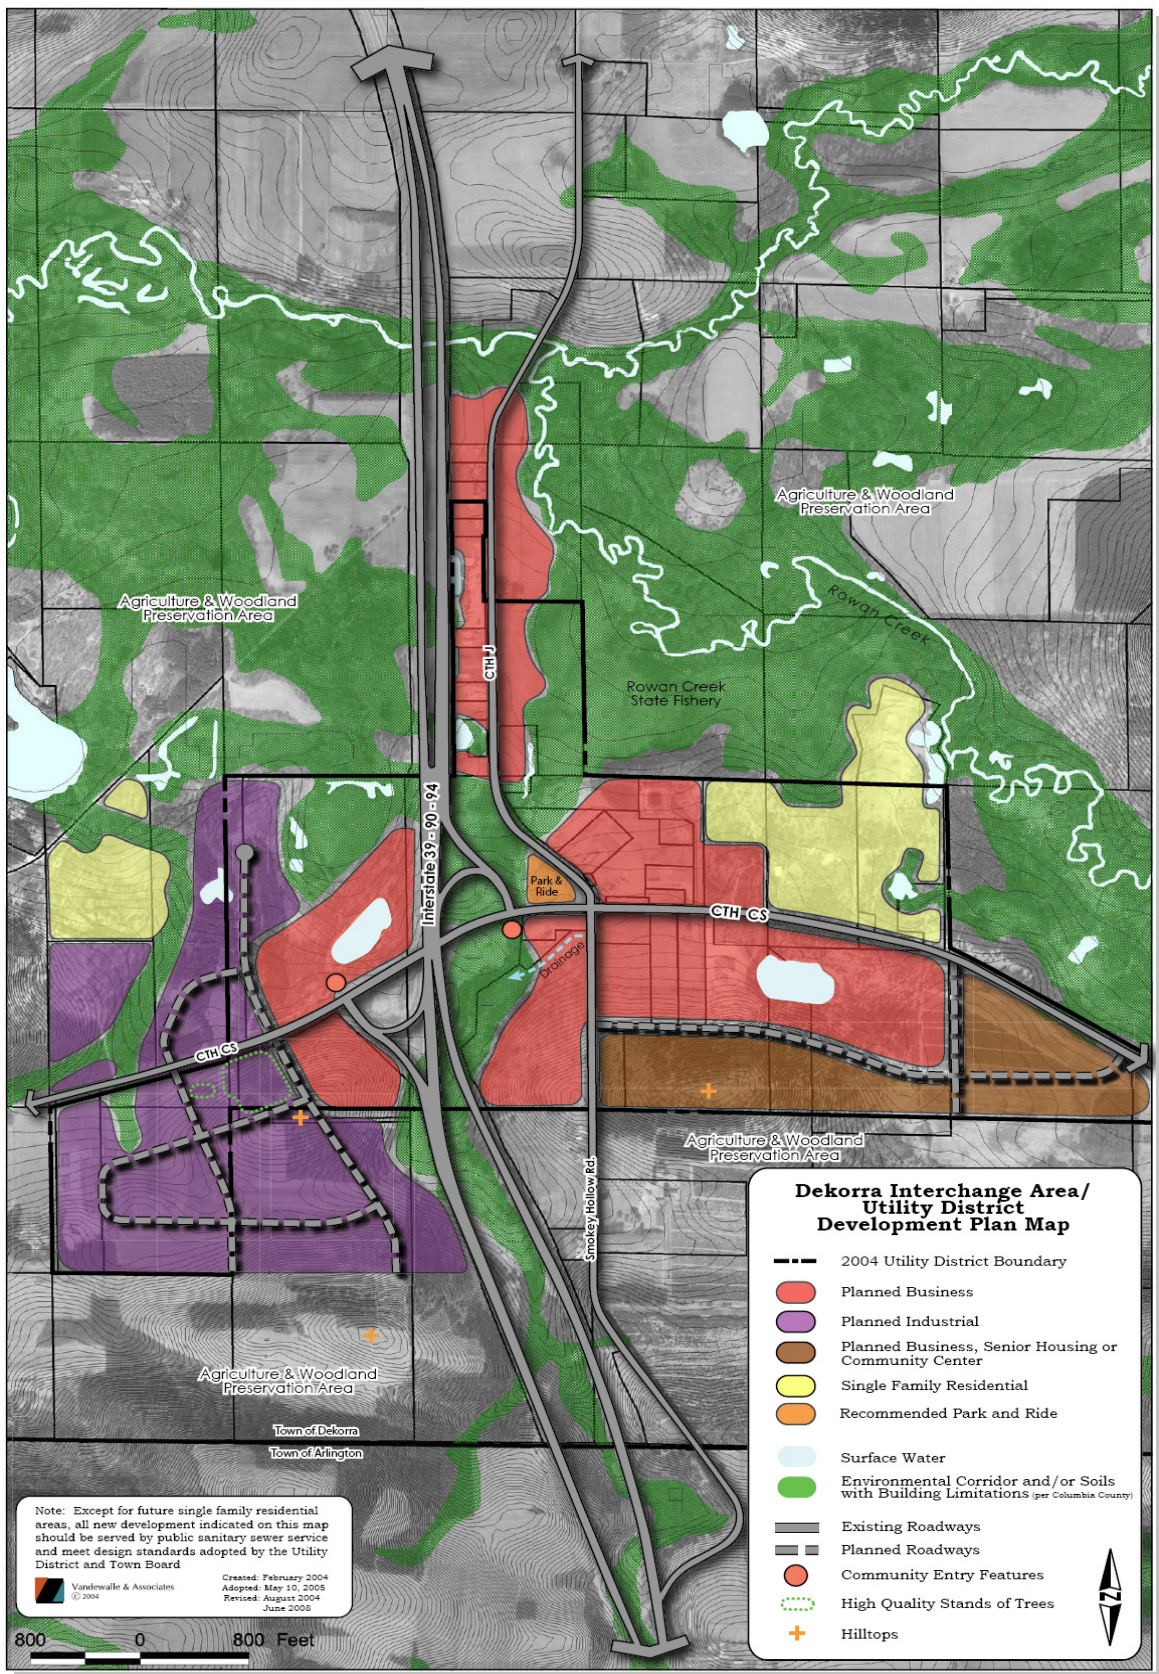 Agriculture & Woodland
Preservation Area
Agriculture & Woodland
Preservation Area
Rowan Creek
CTH J
Rowan Creek
State Fishery
Interstate 39 - 90 - 94
Park &
Ride
CTH CS
Drainage
CTH CS
Agriculture & Woodland
Preservation Area
Smokey Hollow Rd.
Agriculture & Woodland
Preservation Area
Town of Dekorra
Town of Arlington
Dekorra Interchange Area/
Utility District
Development Plan Map
2004 Utility District Boundary
Planned Business
Planned Industrial
Planned Business, Senior Housing or
Community Center
Single Family Residential
Recommended Park and Ride
Surface Water
Environmental Corridor and/or Soils
with Building Limitations (per Columbia County)
Existing Roadways
Planned Roadways
Community Entry Features
High Quality Stands of Trees
Hilltops
N
Note: Except for future single family residential
areas, all new development indicated on this map
should be served by public sanitary sewer service
and meet design standards adopted by the Utility
District and Town Board
Vandewalle & Associates
© 2004
Created: February 2004
Adopted: May 10, 2005
Revised: August 2004
June 2008
800 0 800 Feet